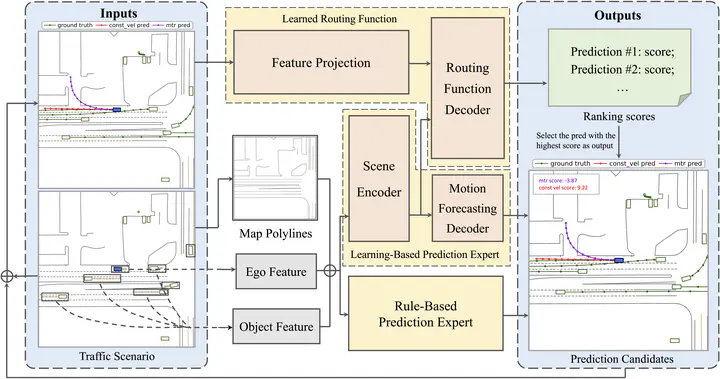 Inputs
ground truth const_vel pred mtr pred
Traffic Scenario
Learned Routing Function
Feature Projection
Routing
Function
Decoder
Map Polylines
Ego Feature
Object Feature
Scene
Encoder
Motion
Forecasting
Decoder
Learning-Based Prediction Expert
Rule-Based
Prediction Expert
Outputs
Prediction #1: score;
Prediction #2: score;
…
Ranking scores
Select the pred with the
highest score as output
ground truth const_vel pred mtr pred
mtr score: -3.87
const vel score: 9.22
Prediction Candidates